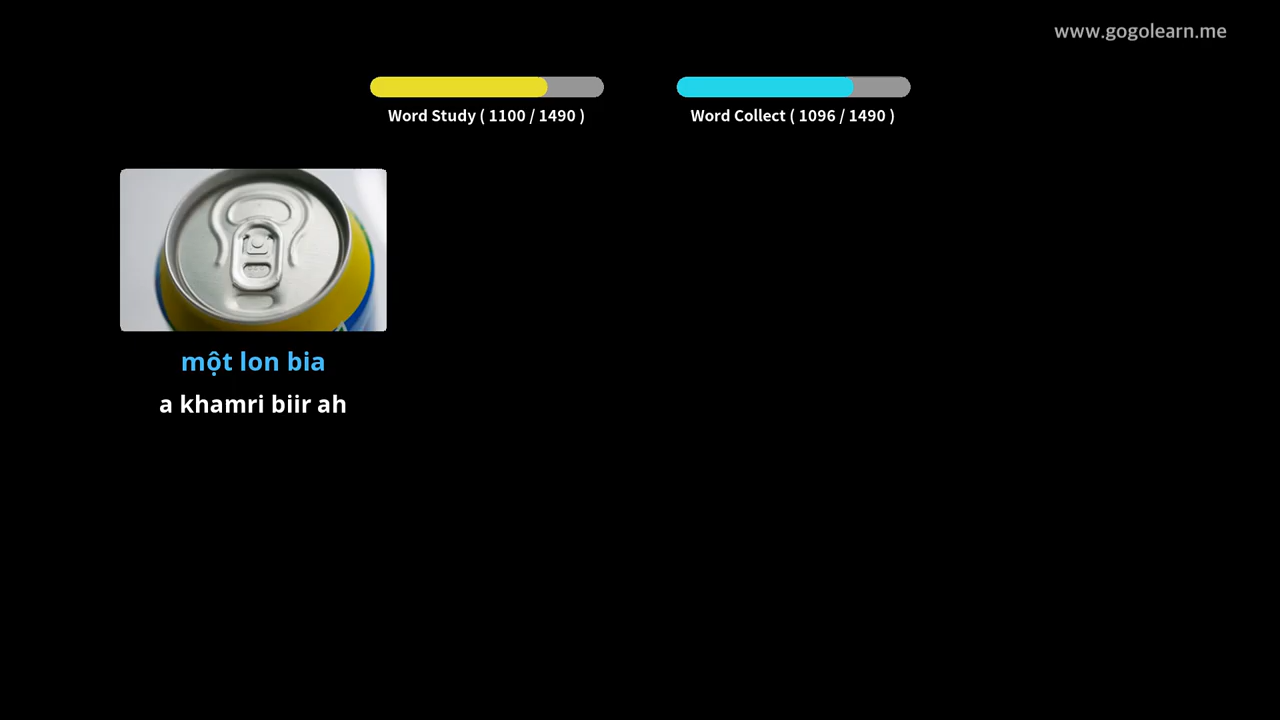 www.gogolearn.me
Word Study ( 1100 / 1490 )
Word Collect ( 1096 / 1490 )
một lon bia
a khamri biir ah